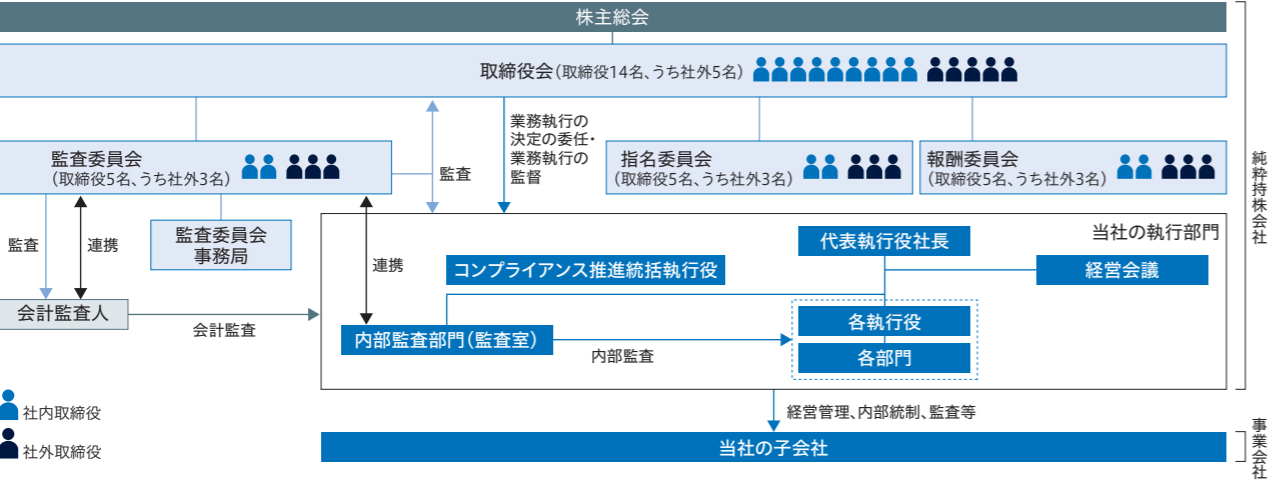 株主総会
取締役会(取締役14名、うち社外5名)
業務執行の
決定の委任・
業務執行の
監督
監査
監査委員会
(取締役5名、うち社外3名)
指名委員会
(取締役5名、うち社外3名)
報酬委員会
(取締役5名、うち社外3名)
純粋持株会社
監査
連携
監査委員会
事務局
連携
当社の執行部門
代表執行役社長
コンプライアンス推進統括執行役
経営会議
会計監査人
会計監査
各執行役
内部監査部門(監査室)
内部監査
各部門
社内取締役
社外取締役
経営管理、内部統制、監査等
当社の子会社
事業会社